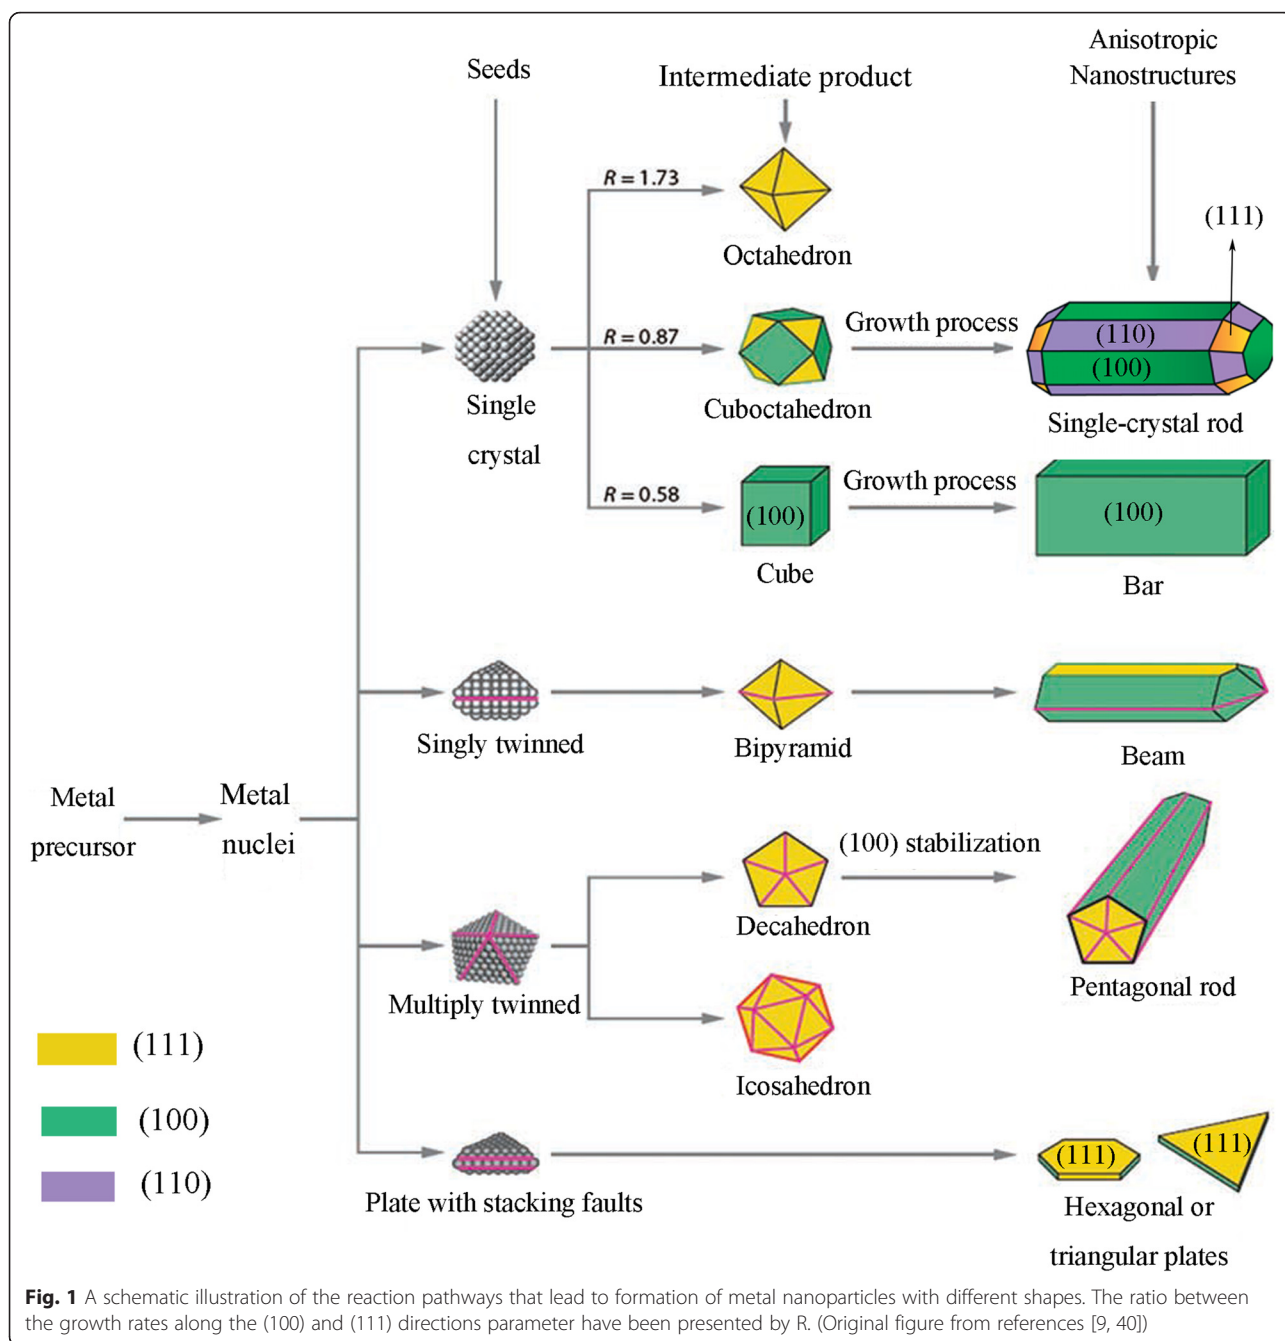 Seeds
Intermediate product
Anisotropic
Nanostructures
R = 1.73
Octahedron
(111)
R = 0.87
Growth process
(110)
(100)
Single
crystal
Cuboctahedron
Single-crystal rod
R = 0.58
Growth process
(100)
(100)
Cube
Bar
Singly twinned
Bipyramid
Beam
Metal
precursor
Metal
nuclei
(100) stabilization
Decahedron
Multiply twinned
Pentagonal rod
Icosahedron
(111)
(100)
(110)
Plate with stacking faults
(111)
(111)
Hexagonal or
triangular plates
Fig. 1 A schematic illustration of the reaction pathways that lead to formation of metal nanoparticles with different shapes. The ratio between
the growth rates along the (100) and (111) directions parameter have been presented by R. (Original figure from references [9, 40])